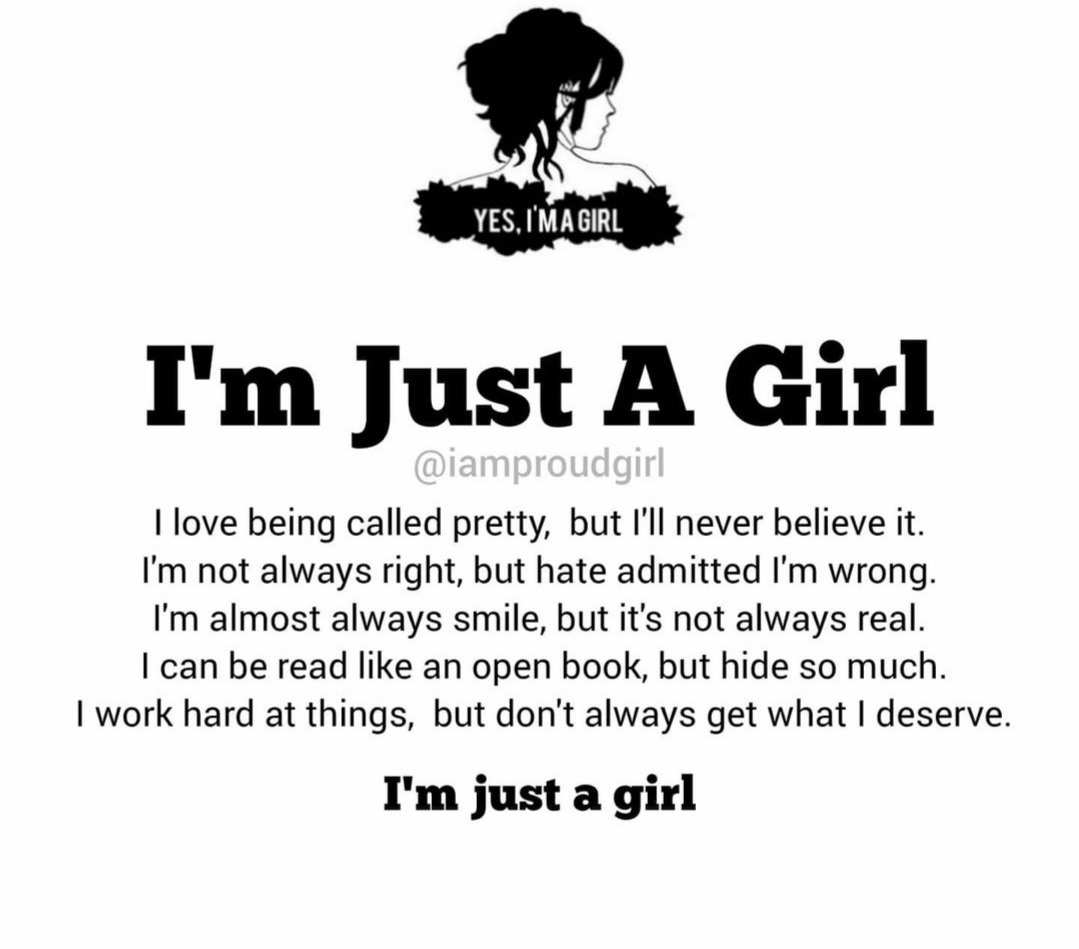 YES, I'M A GIRL
I'm Just A Girl
@iamproudgirl
I love being called pretty, but I'll never believe it.
I'm not always right, but hate admitted I'm wrong.
I'm almost always smile, but it's not always real.
I can be read like an open book, but hide so much.
I work hard at things, but don't always get what I deserve.
I'm just a girl